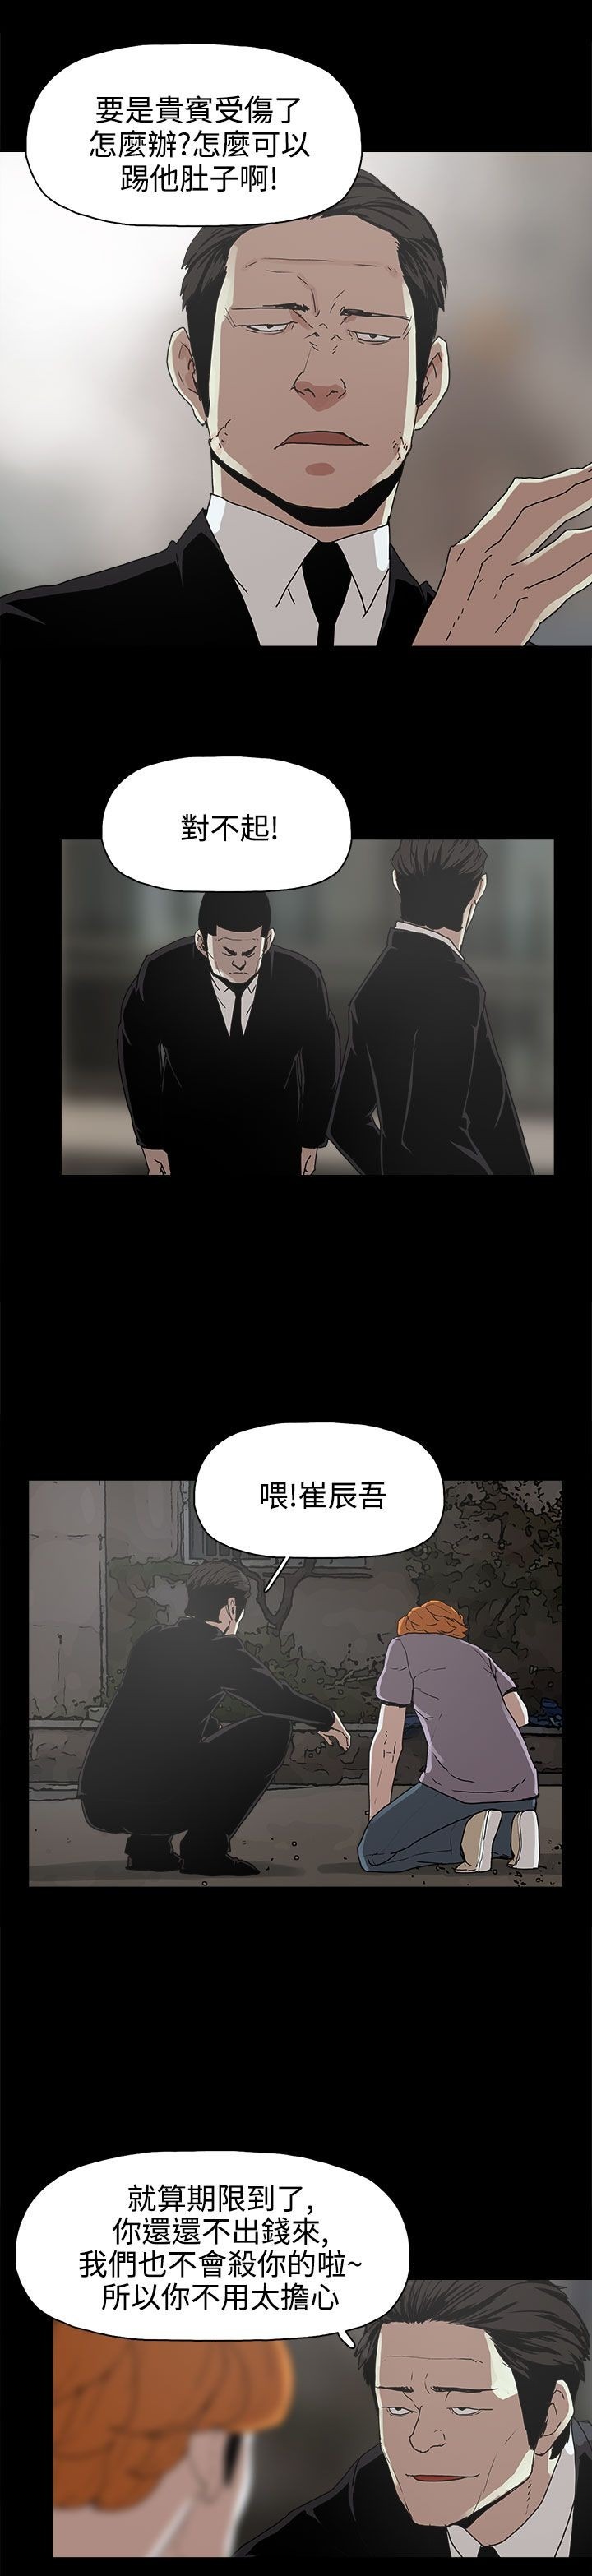 要是貴賓受傷了
怎麼辦?怎麼可以
踢他肚子啊!
對不起!
喂!崔辰吾
就算期限到了,
你還還不出錢來,
我們也不會殺你的啦~
所以你不用太擔心